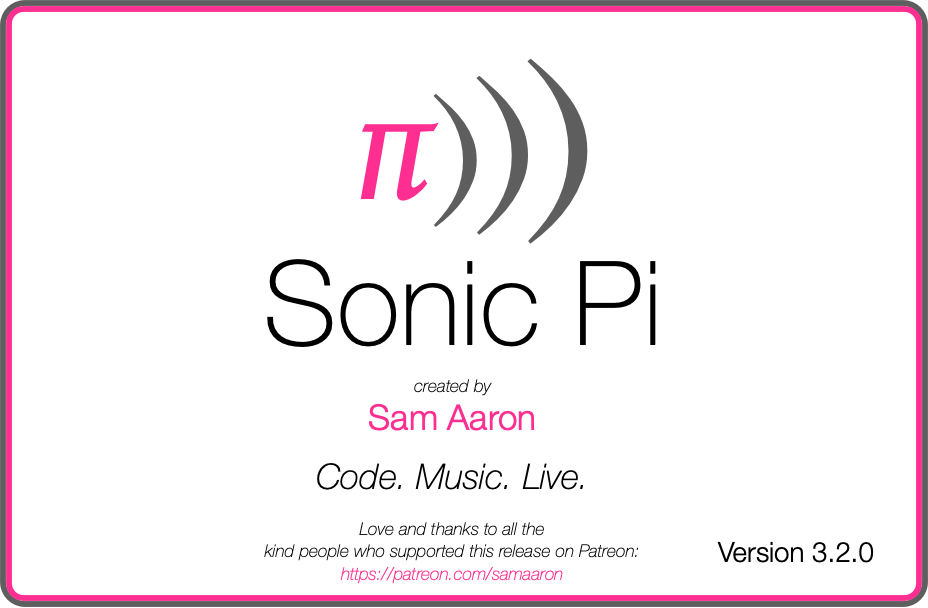 π
Sonic Pi
created by
Sam Aaron
Code. Music. Live.
Love and thanks to all the
kind people who supported this release on Patreon:
https://patreon.com/samaaron
Version 3.2.0